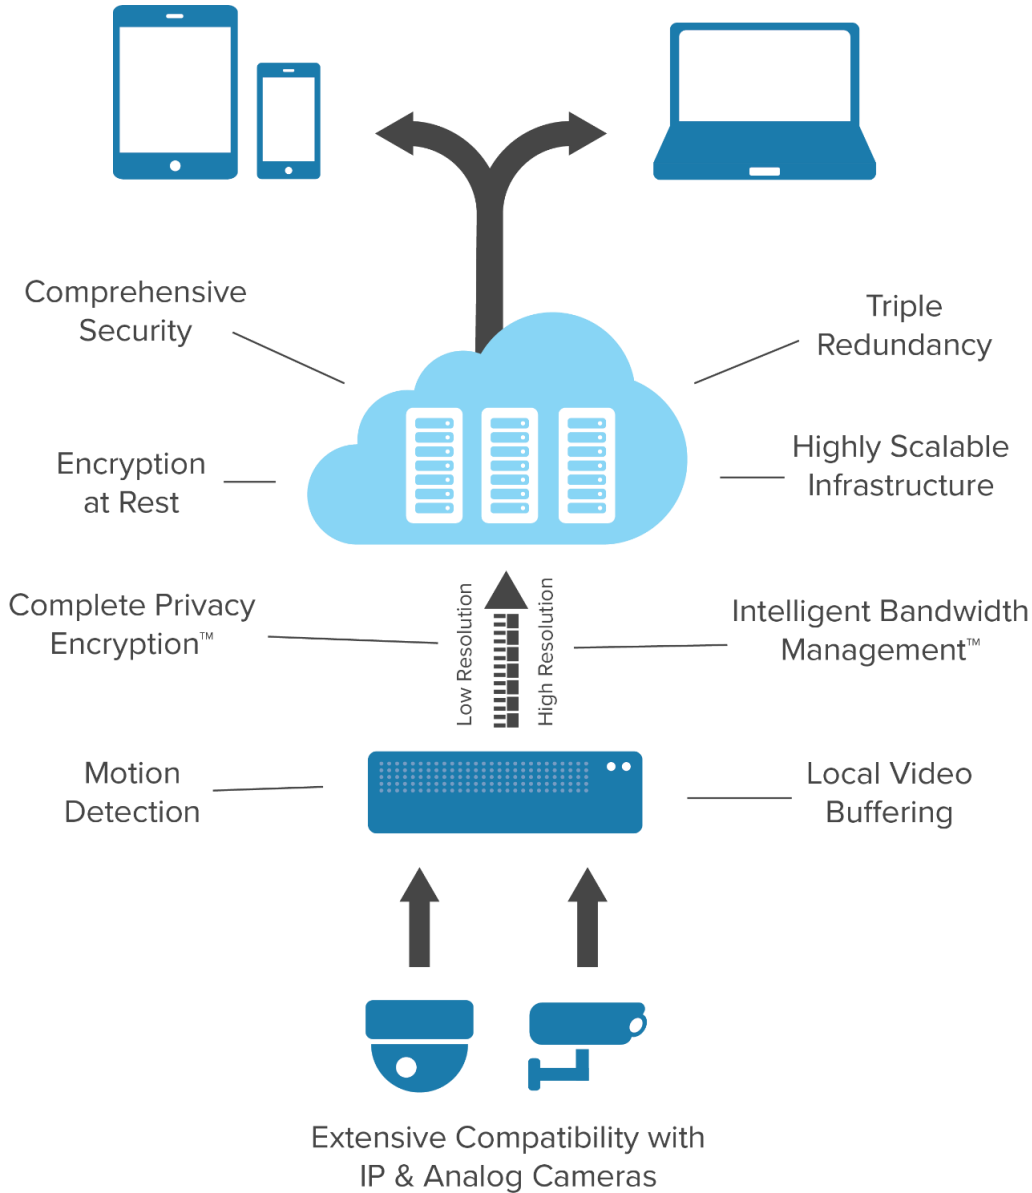 Comprehensive
Security
Triple
Redundancy
Encryption
at Rest
Highly Scalable
Infrastructure
Complete Privacy
Encryption™
Low Resolution
High Resolution
Intelligent Bandwidth
Management™
Motion
Detection
Local Video
Buffering
Extensive Compatibility with
IP & Analog Cameras